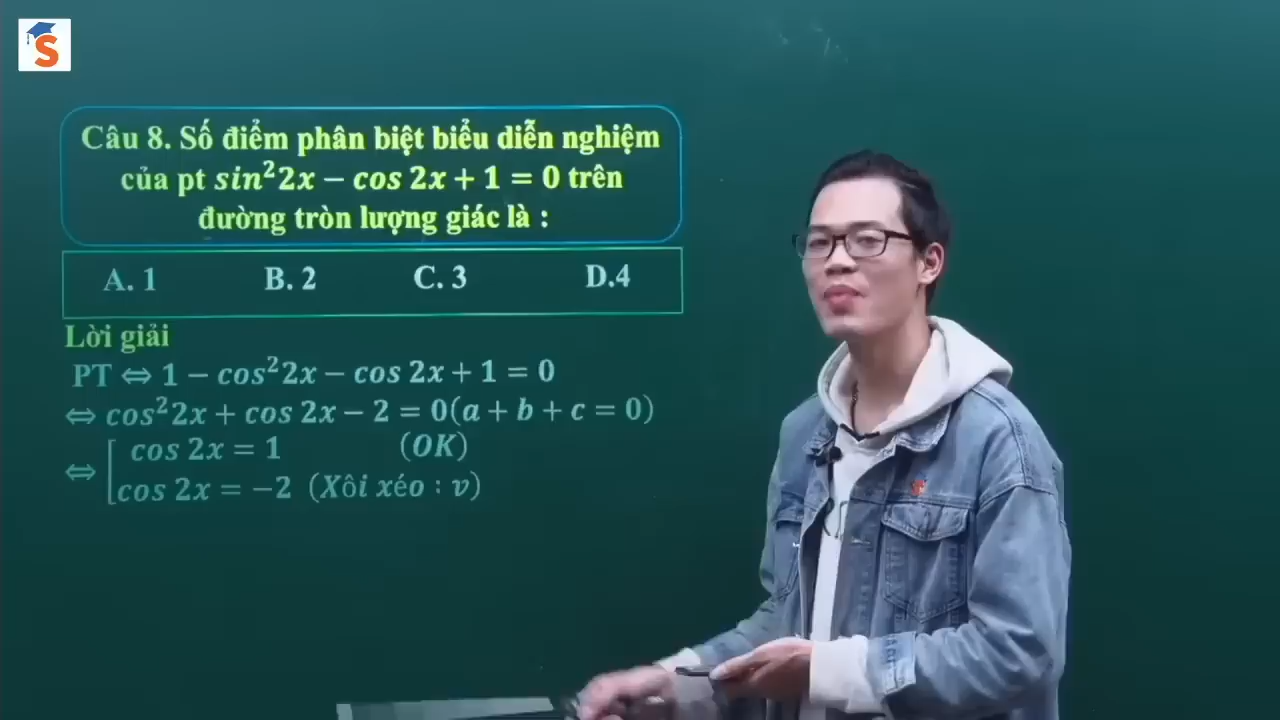 S
Câu 8. Số điểm phân biệt biểu diễn nghiệm
của pt sin²2x − cos 2x + 1 = 0 trên
đường tròn lượng giác là :
A. 1 B. 2 C. 3 D.4
Lời giải
PT ⇔ 1 − cos²2x − cos 2x + 1 = 0
⇔ cos²2x + cos 2x − 2 = 0(a + b + c = 0)
⇔ [ cos 2x = 1 (OK)
cos 2x = −2 (Xôi xéo : v)